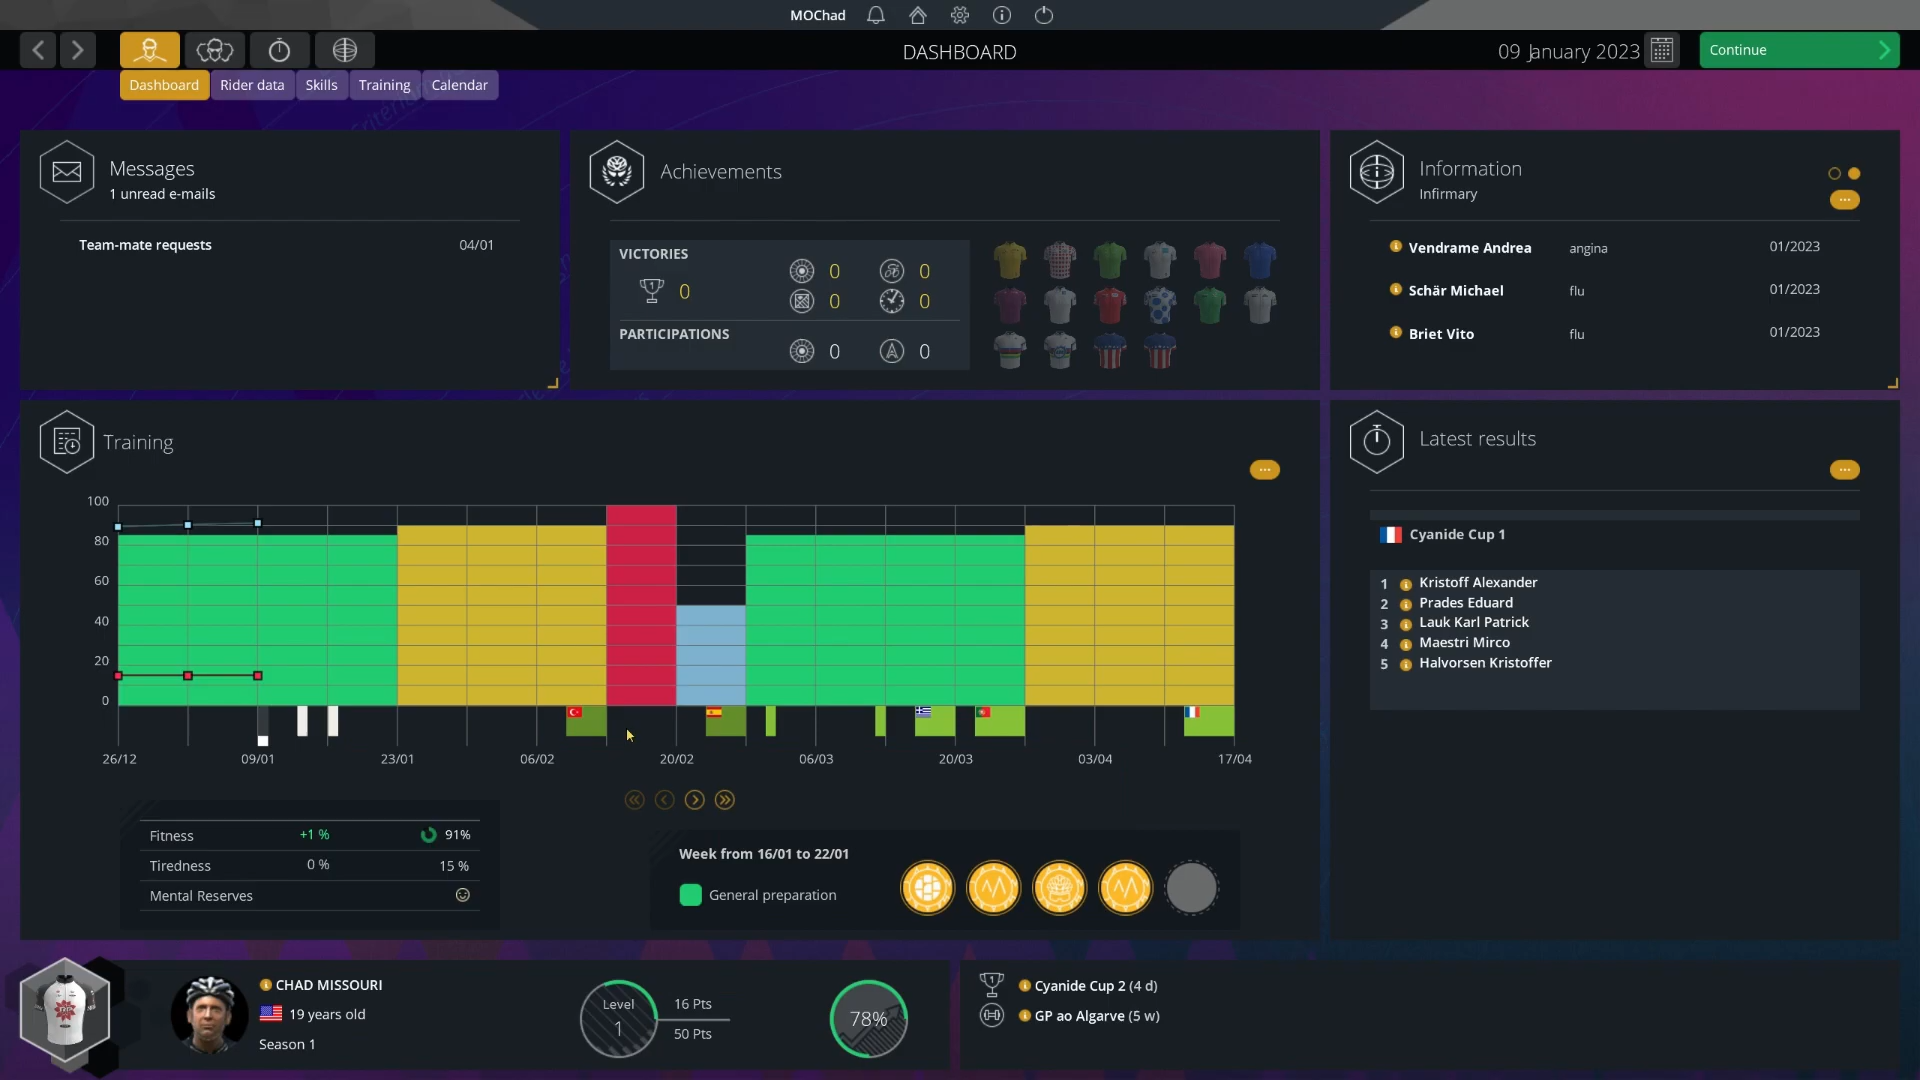 MOChad
DASHBOARD
09 January 2023
Continue
Dashboard
Rider data
Skills
Training
Calendar
Messages
1 unread e-mails
Team-mate requests 04/01
Achievements
VICTORIES
0
0 0
0 0
PARTICIPATIONS
0 0
Information
Infirmary
Vendrame Andrea angina 01/2023
Schär Michael flu 01/2023
Briet Vito flu 01/2023
Training
100
80
60
40
20
0
26/12 09/01 23/01 06/02 20/02 06/03 20/03 03/04 17/04
Fitness +1 % 91%
Tiredness 0 % 15 %
Mental Reserves
Week from 16/01 to 22/01
General preparation
Latest results
Cyanide Cup 1
1 Kristoff Alexander
2 Prades Eduard
3 Lauk Karl Patrick
4 Maestri Mirco
5 Halvorsen Kristoffer
CHAD MISSOURI
19 years old
Season 1
Level
1
16 Pts
50 Pts
78%
Cyanide Cup 2 (4 d)
GP ao Algarve (5 w)